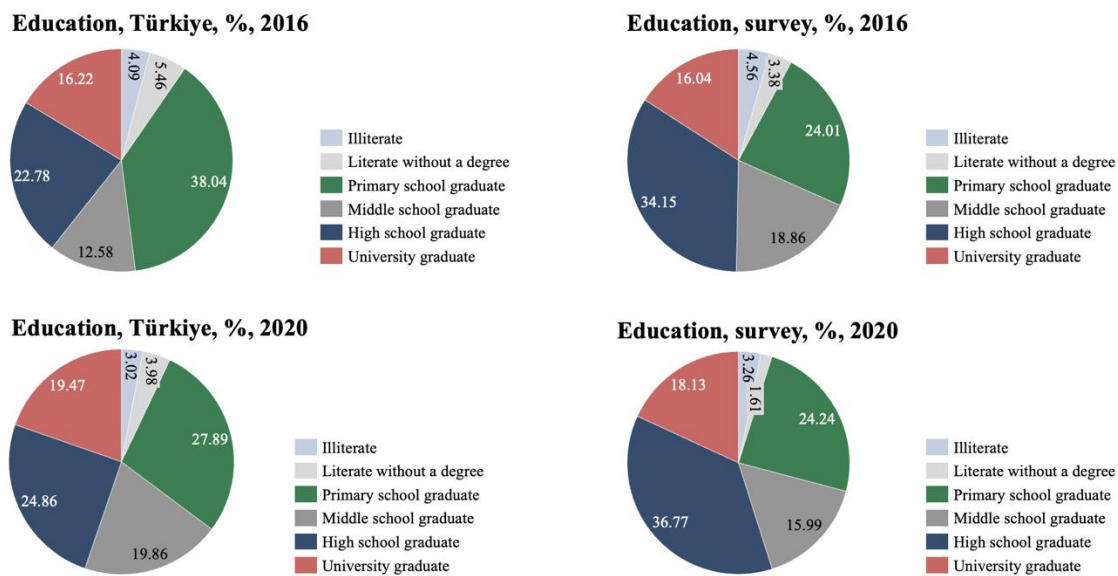 Education, Türkiye, %, 2016
4.09
5.46
38.04
12.58
22.78
16.22
Illiterate
Literate without a degree
Primary school graduate
Middle school graduate
High school graduate
University graduate
Education, survey, %, 2016
4.56
3.38
24.01
18.86
34.15
16.04
Illiterate
Literate without a degree
Primary school graduate
Middle school graduate
High school graduate
University graduate
Education, Türkiye, %, 2020
3.02
3.98
27.89
19.86
24.86
19.47
Illiterate
Literate without a degree
Primary school graduate
Middle school graduate
High school graduate
University graduate
Education, survey, %, 2020
3.26
1.61
24.24
15.99
36.77
18.13
Illiterate
Literate without a degree
Primary school graduate
Middle school graduate
High school graduate
University graduate